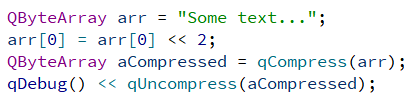 QByteArray arr = "Some text...";
arr[0] = arr[0] << 2;
QByteArray aCompressed = qCompress(arr);
qDebug() << qUncompress(aCompressed);